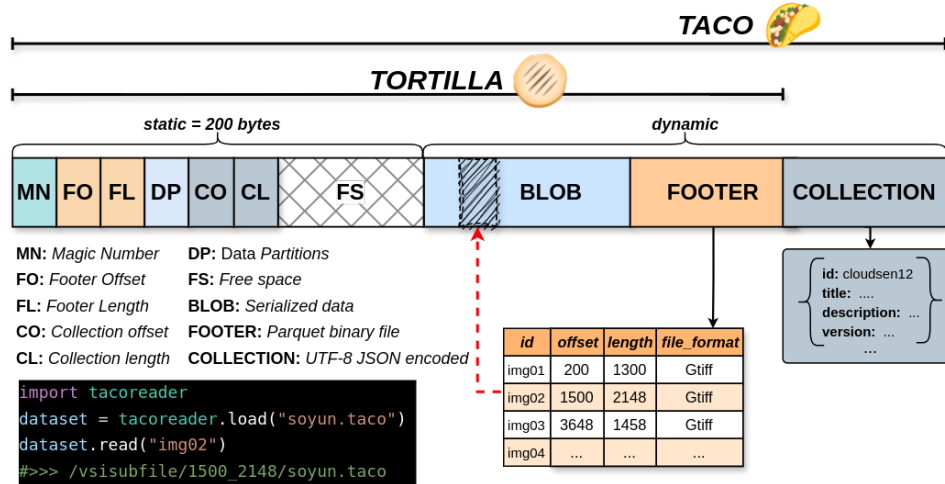 TACO
TORTILLA
static = 200 bytes
dynamic
MN FO FL DP CO CL FS BLOB FOOTER COLLECTION
MN: Magic Number
FO: Footer Offset
FL: Footer Length
CO: Collection offset
CL: Collection length
DP: Data Partitions
FS: Free space
BLOB: Serialized data
FOOTER: Parquet binary file
COLLECTION: UTF-8 JSON encoded
id: cloudsen12
title: ....
description: ...
version: ...
...
id offset length file_format
img01 200 1300 Gtiff
img02 1500 2148 Gtiff
img03 3648 1458 Gtiff
img04 ... ... ...
import tacoreader
dataset = tacoreader.load("soyun.taco")
dataset.read("img02")
#>>> /vsisubfile/1500_2148/soyun.taco